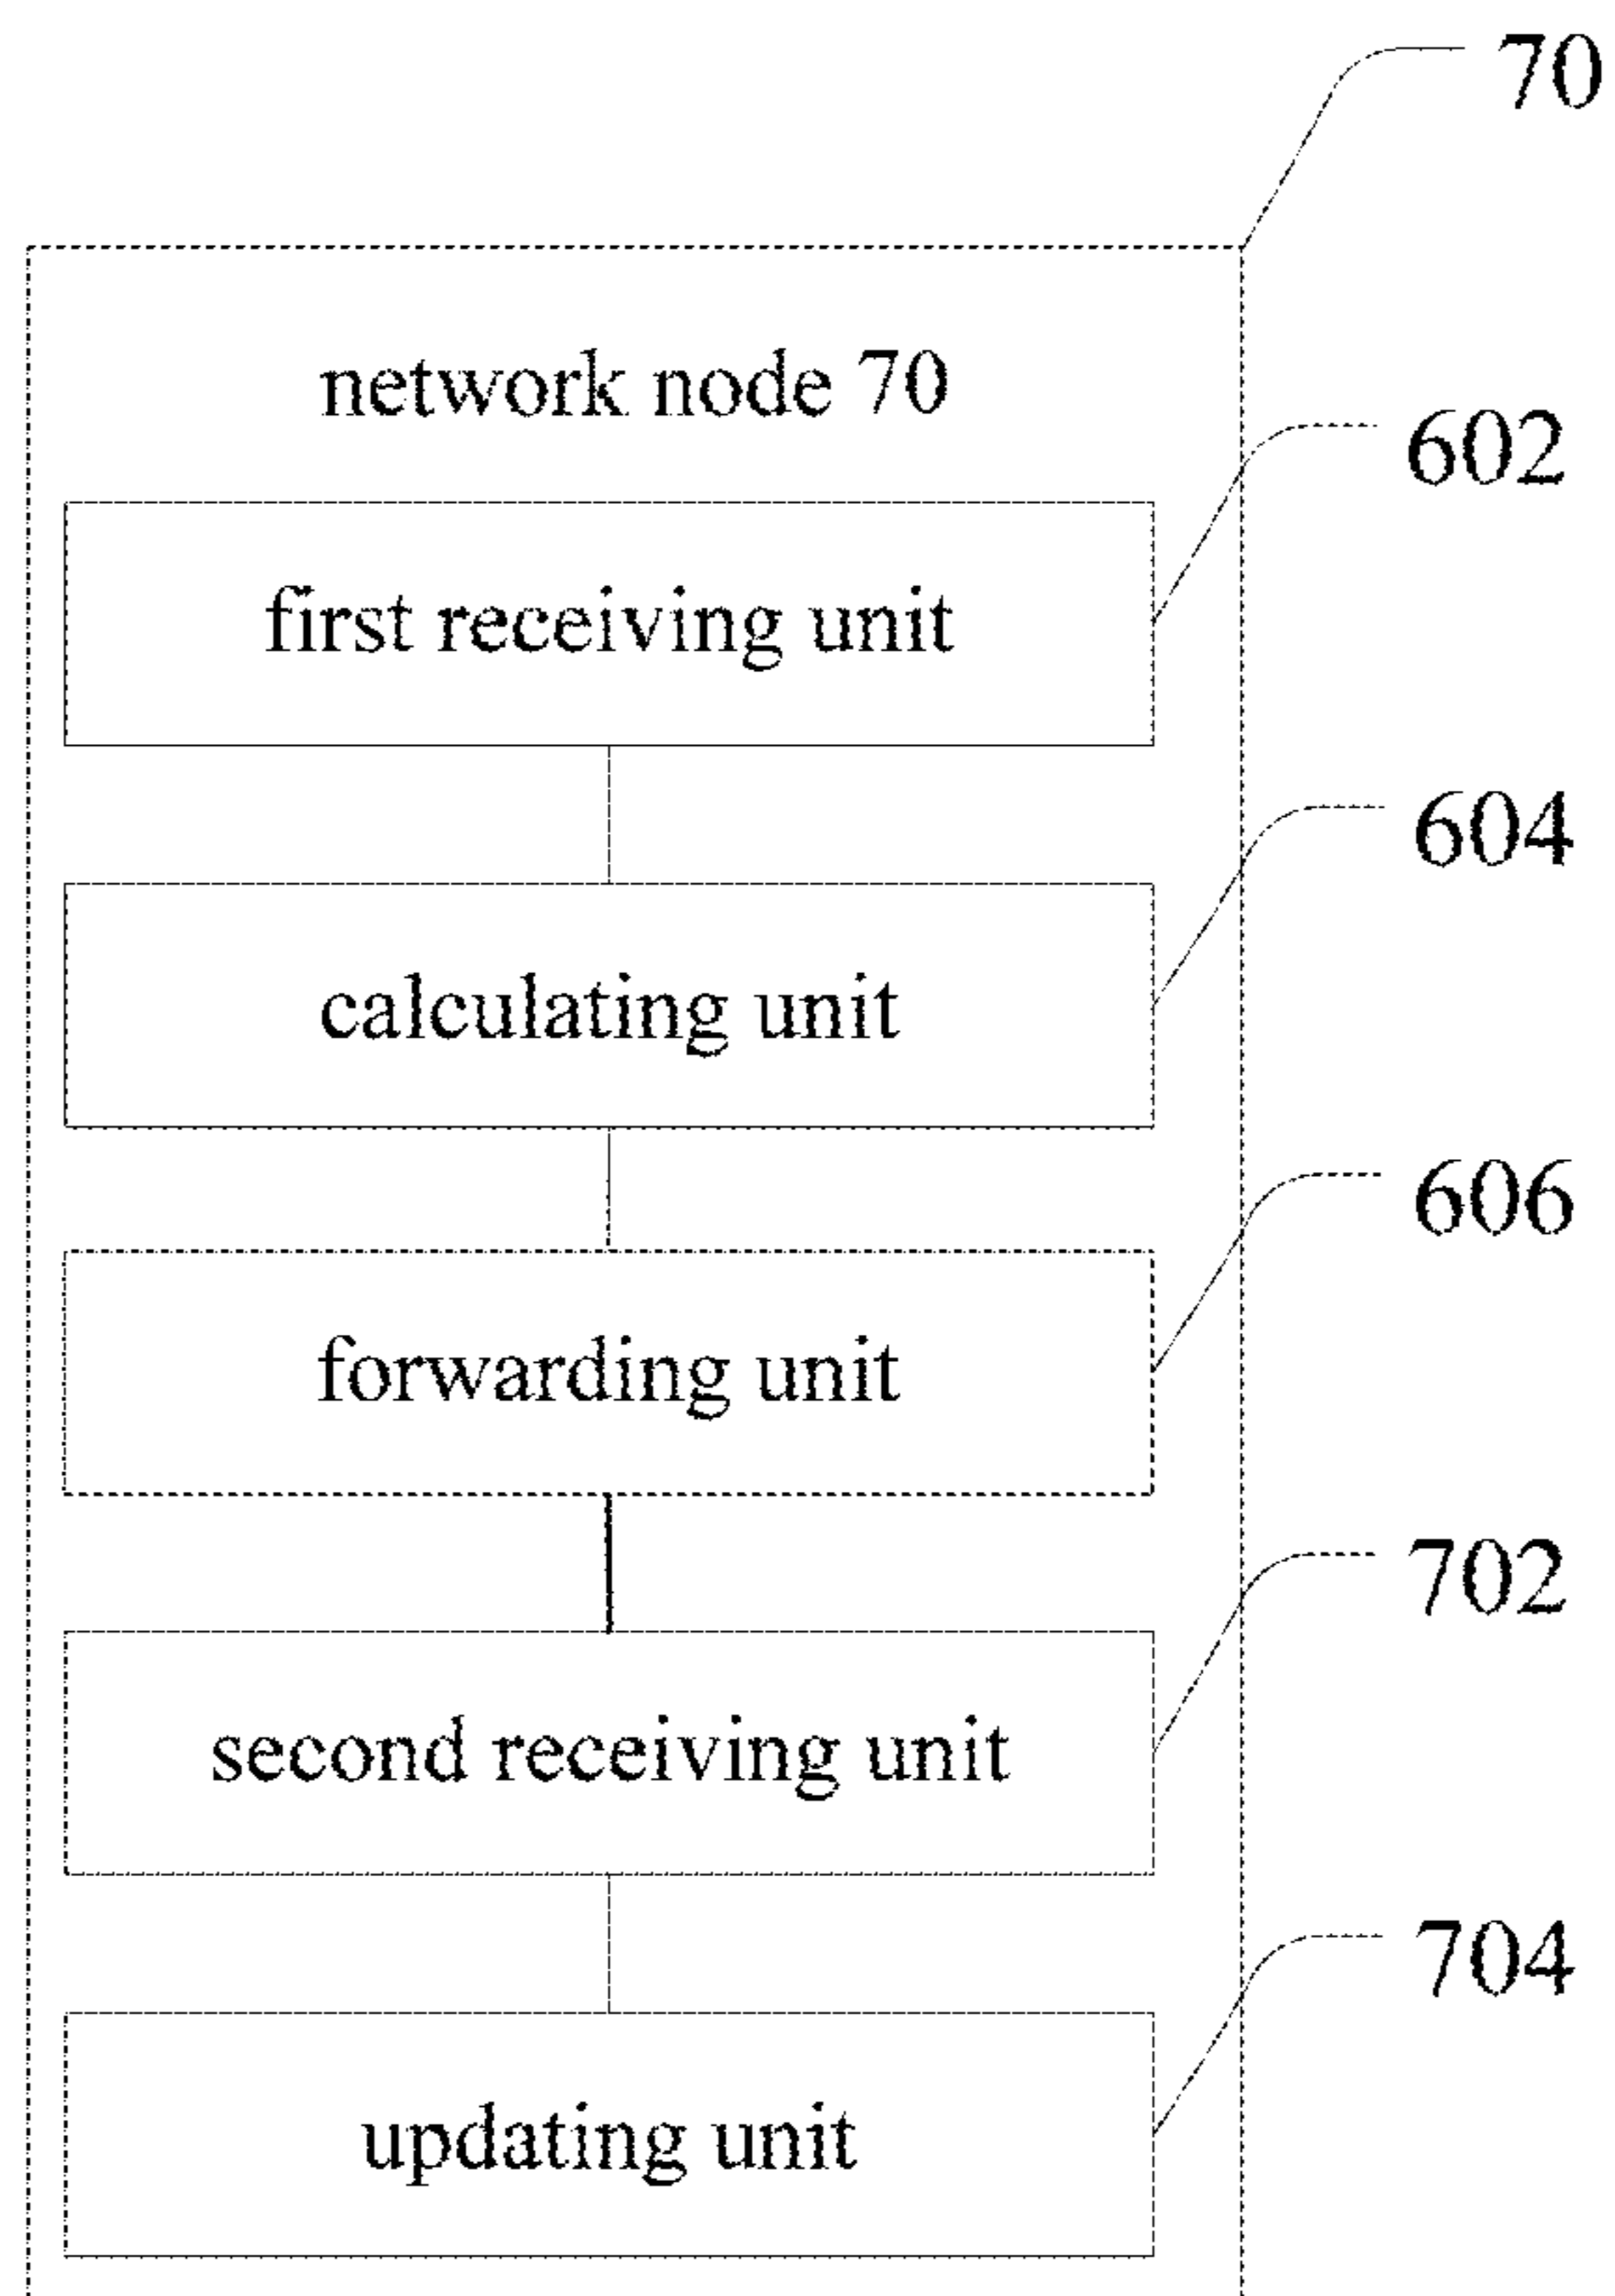 70
network node 70
602
first receiving unit
604
calculating unit
606
forwarding unit
702
second receiving unit
704
updating unit